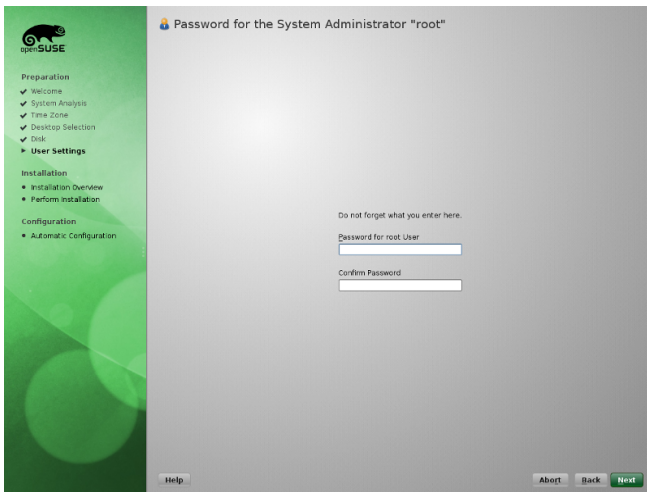 openSUSE
Password for the System Administrator "root"
Preparation
Welcome
System Analysis
Time Zone
Desktop Selection
Disk
User Settings
Installation
Installation Overview
Perform Installation
Configuration
Automatic Configuration
Do not forget what you enter here.
Password for root User
Confirm Password
Help
Abort
Back
Next